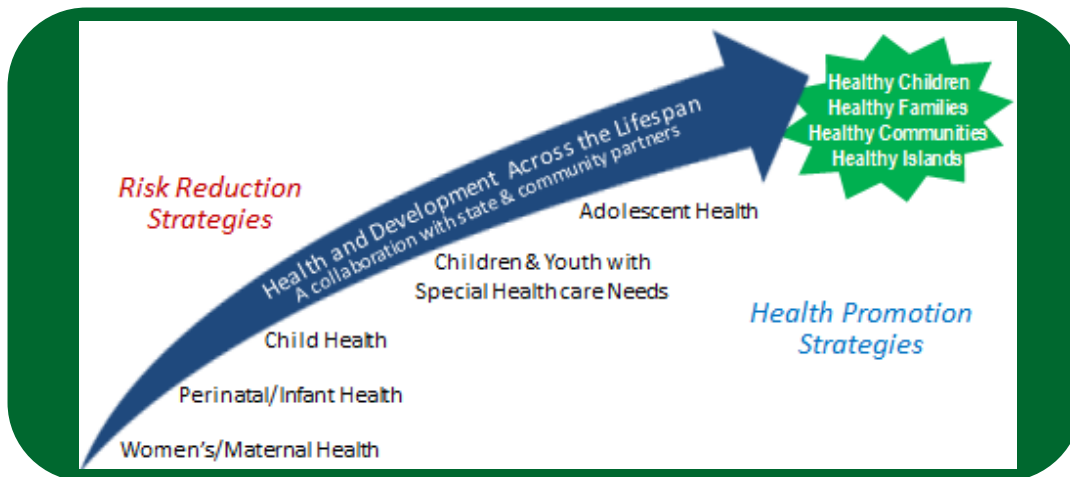 Healthy Children
Healthy Families
Healthy Communities
Healthy Islands
Health and Development Across the Lifespan
A collaboration with state & community partners
Risk Reduction
Strategies
Adolescent Health
Children & Youth with
Special Healthcare Needs
Health Promotion
Strategies
Child Health
Perinatal/Infant Health
Women's/Maternal Health